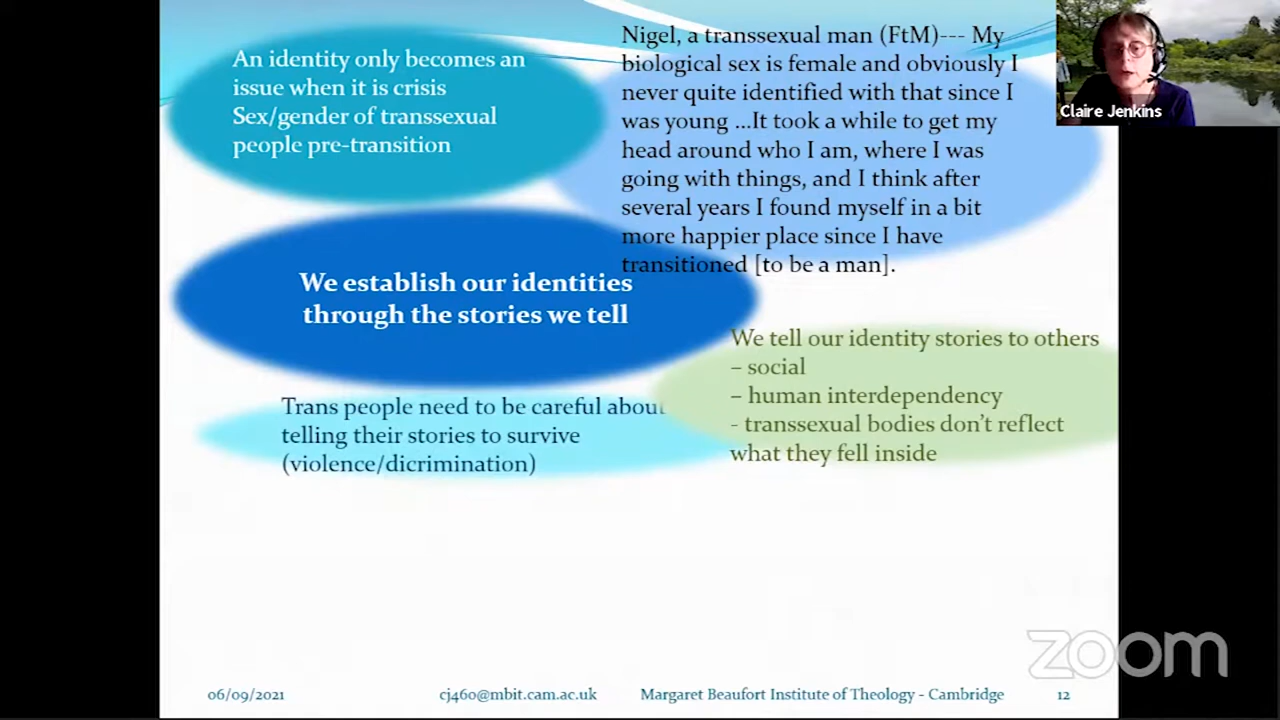 An identity only becomes an
issue when it is crisis
Sex/gender of transsexual
people pre-transition
Nigel, a transsexual man (FtM)--- My
biological sex is female and obviously I
never quite identified with that since I
was young ...It took a while to get my
head around who I am, where I was
going with things, and I think after
several years I found myself in a bit
more happier place since I have
transitioned [to be a man].
Claire Jenkins
We establish our identities
through the stories we tell
We tell our identity stories to others
– social
– human interdependency
- transsexual bodies don't reflect
what they fell inside
Trans people need to be careful about
telling their stories to survive
(violence/dicrimination)
zoom
06/09/2021
cj460@mbit.cam.ac.uk
Margaret Beaufort Institute of Theology - Cambridge
12